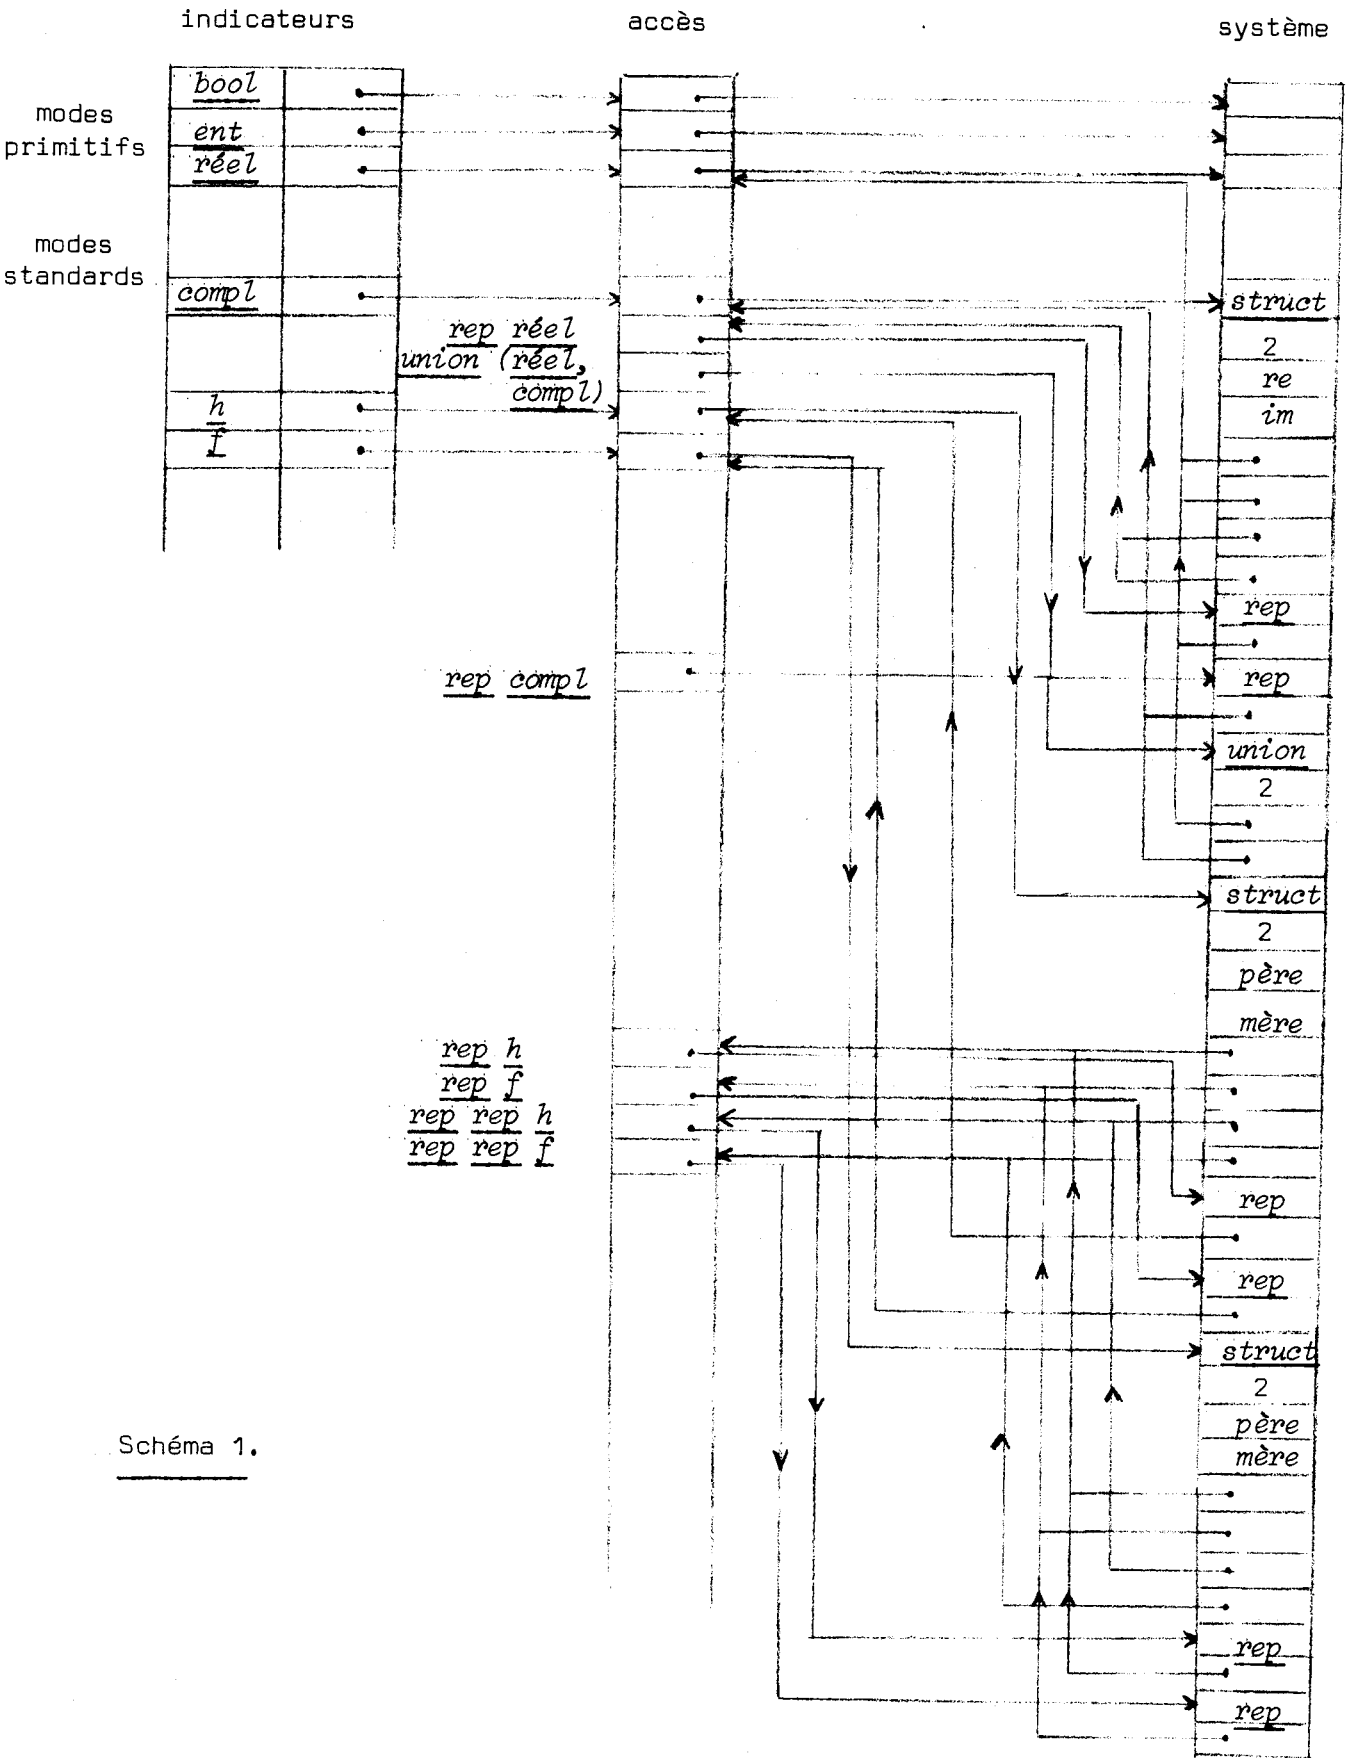 indicateurs
accès
système
modes
primitifs
bool
ent
réel
modes
standards
compl
h
f
rep réel
union (réel,
compl)
rep compl
rep h
rep f
rep rep h
rep rep f
struct
2
re
im
rep
rep
union
2
struct
2
père
mère
rep
rep
struct
2
père
mère
rep
rep
Schéma 1.